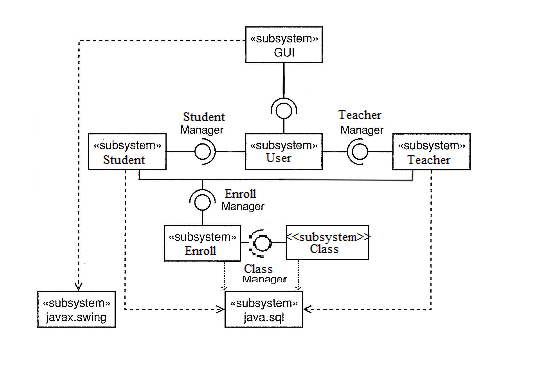 «subsystem»
GUI
Student
Manager
Teacher
Manager
«subsystem»
Student
«subsystem»
User
«subsystem»
Teacher
Enroll
Manager
«subsystem»
Enroll
<<subsystem>>
Class
Class
Manager
«subsystem»
javax.swing
«subsystem»
java.sql